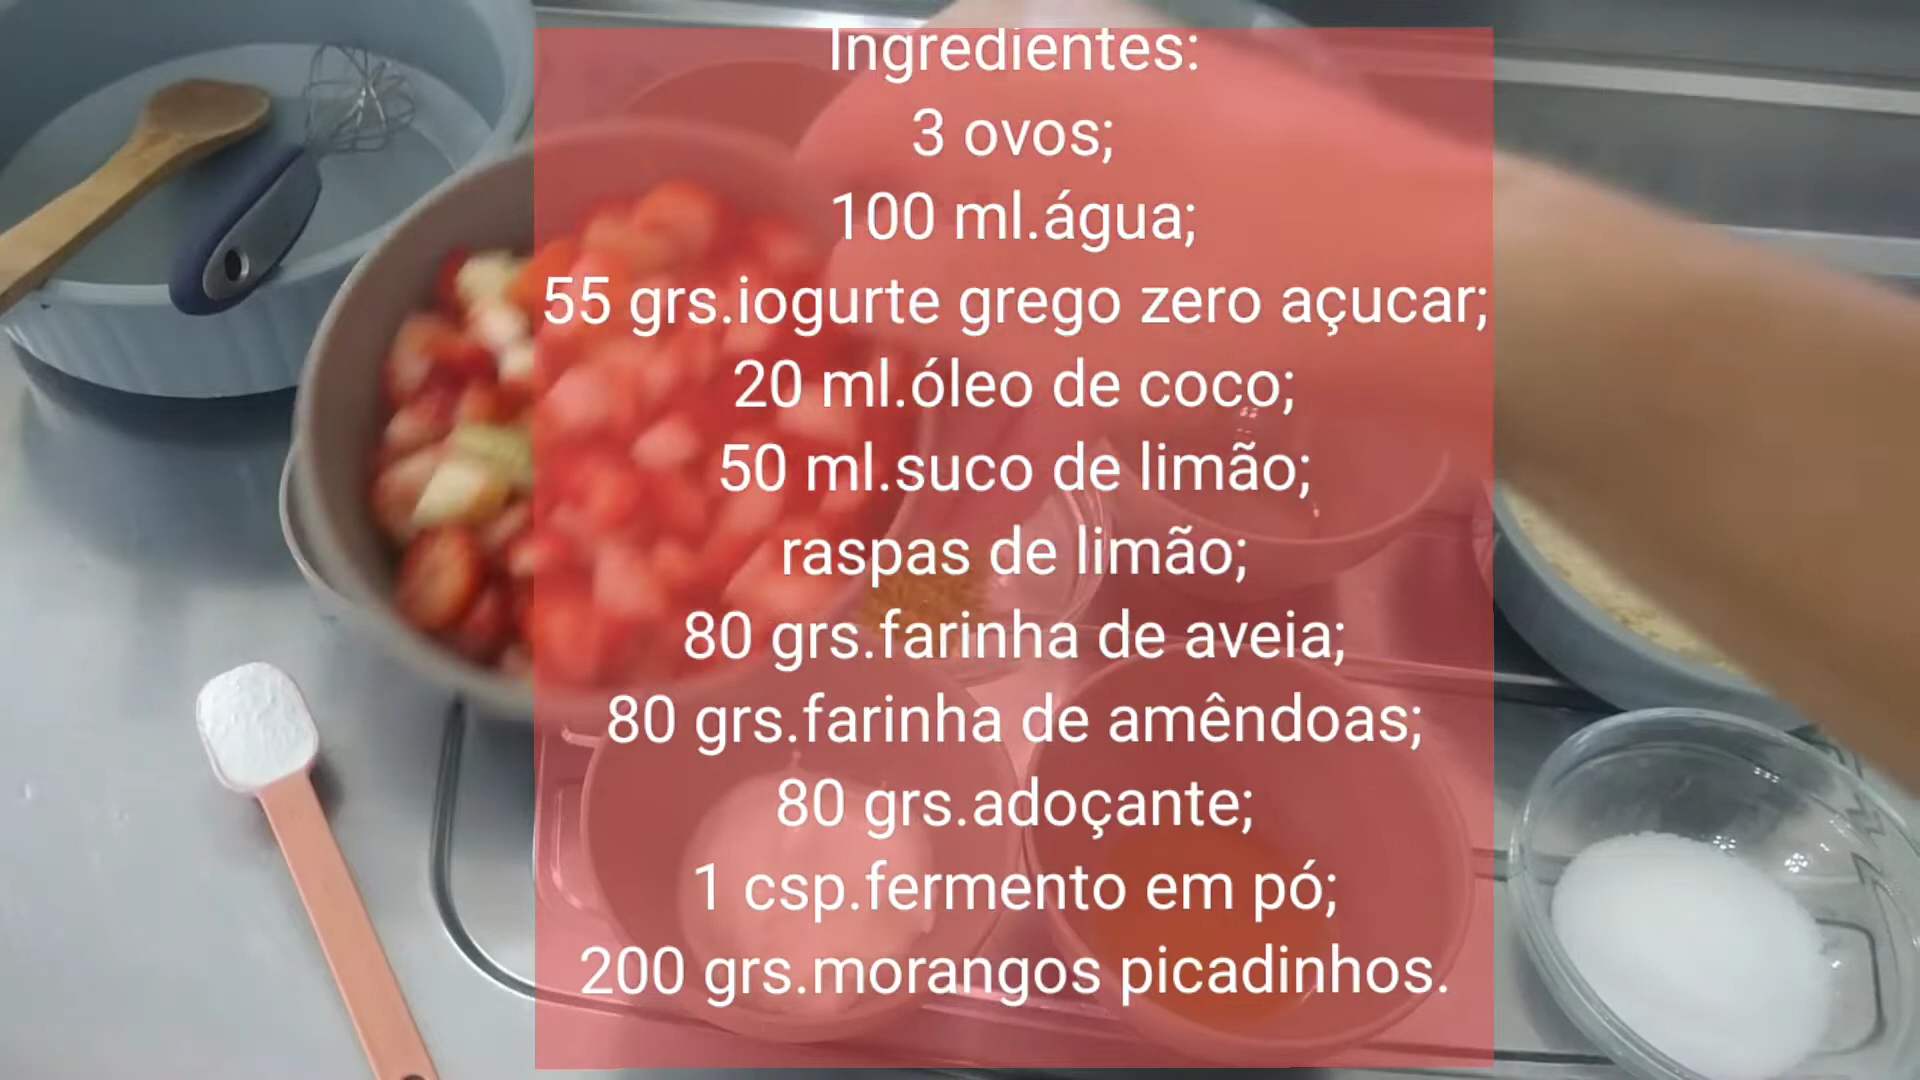 Ingredientes:
3 ovos;
100 ml.água;
55 grs.iogurte grego zero açucar;
20 ml.óleo de coco;
50 ml.suco de limão;
raspas de limão;
80 grs.farinha de aveia;
80 grs.farinha de amêndoas;
80 grs.adoçante;
1 csp.fermento em pó;
200 grs.morangos picadinhos.